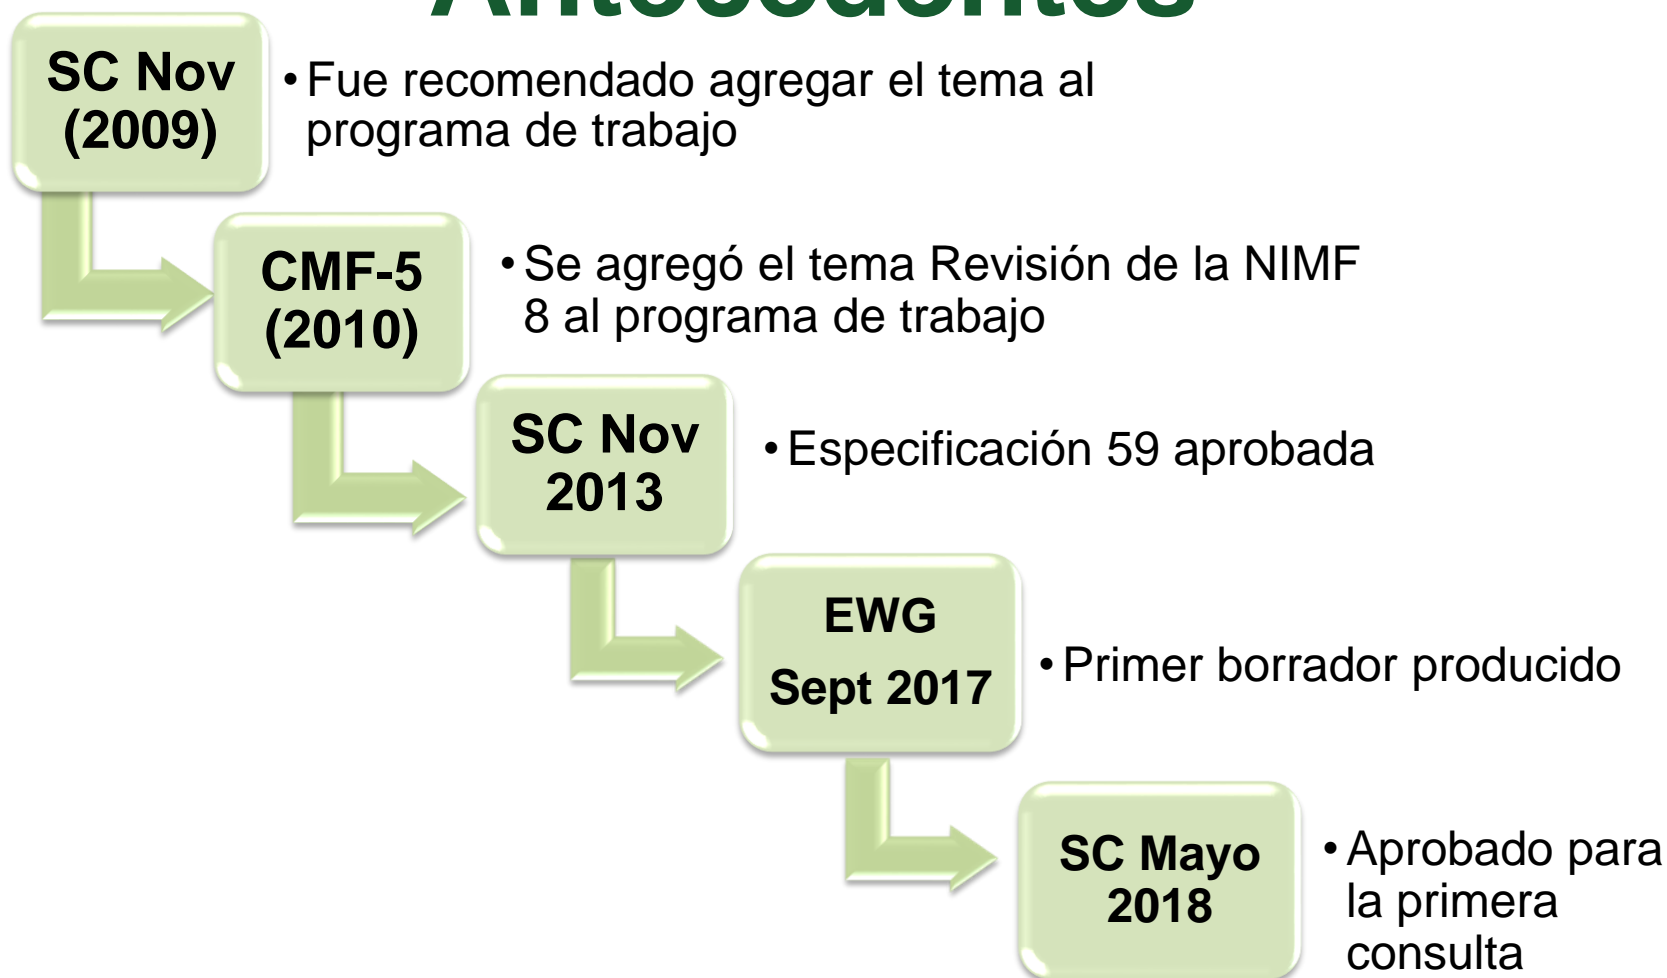 Antecedentes
SC Nov
(2009)
• Fue recomendado agregar el tema al
programa de trabajo
CMF-5
(2010)
• Se agregó el tema Revisión de la NIMF
8 al programa de trabajo
SC Nov
2013
• Especificación 59 aprobada
EWG
Sept 2017
• Primer borrador producido
SC Mayo
2018
• Aprobado para
la primera
consulta